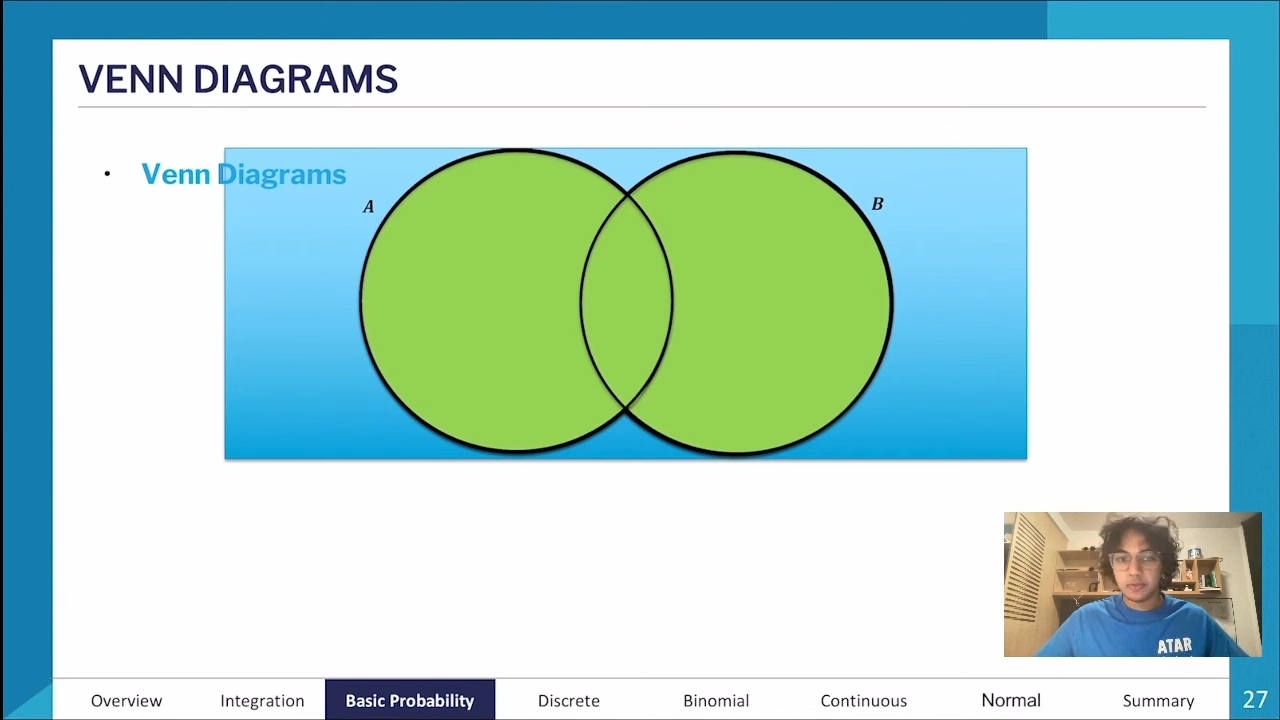 VENN DIAGRAMS
• Venn Diagrams
A
B
ATAR
Overview Integration Basic Probability Discrete Binomial Continuous Normal Summary 27